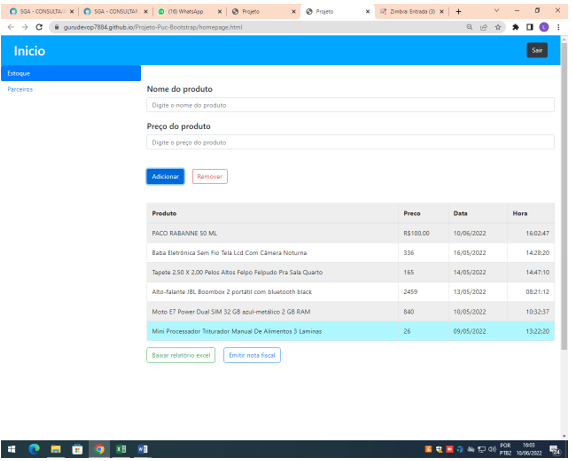 SGA - CONSULTA
SGA - CONSULTA
(16) WhatsApp
Projeto
Projeto
Zimbra: Entrada (3)
gurudevop7884.github.io/Projeto-Puc-Bootstrap/homepage.html
Inicio
Sair
Estoque
Parceiros
Nome do produto
Digite o nome do produto
Preço do produto
Digite o preço do produto
Adicionar Remover
Produto Preco Data Hora
PACO RABANNE 50 ML R$100.00 10/06/2022 16:02:47
Baba Eletrônica Sem Fio Tela Lcd Com Câmera Noturna 336 16/05/2022 14:28:20
Tapete 2,50 X 2,00 Pelos Altos Felpo Felpudo Pra Sala Quarto 165 14/05/2022 14:47:10
Alto-falante JBL Boombox 2 portátil com bluetooth black 2459 13/05/2022 08:21:12
Moto E7 Power Dual SIM 32 GB azul-metálico 2 GB RAM 840 10/05/2022 10:32:37
Mini Processador Triturador Manual De Alimentos 3 Laminas 26 09/05/2022 13:22:20
Baixar relatório excel Emitir nota fiscal
POR 16:03
PTB2 10/06/2022